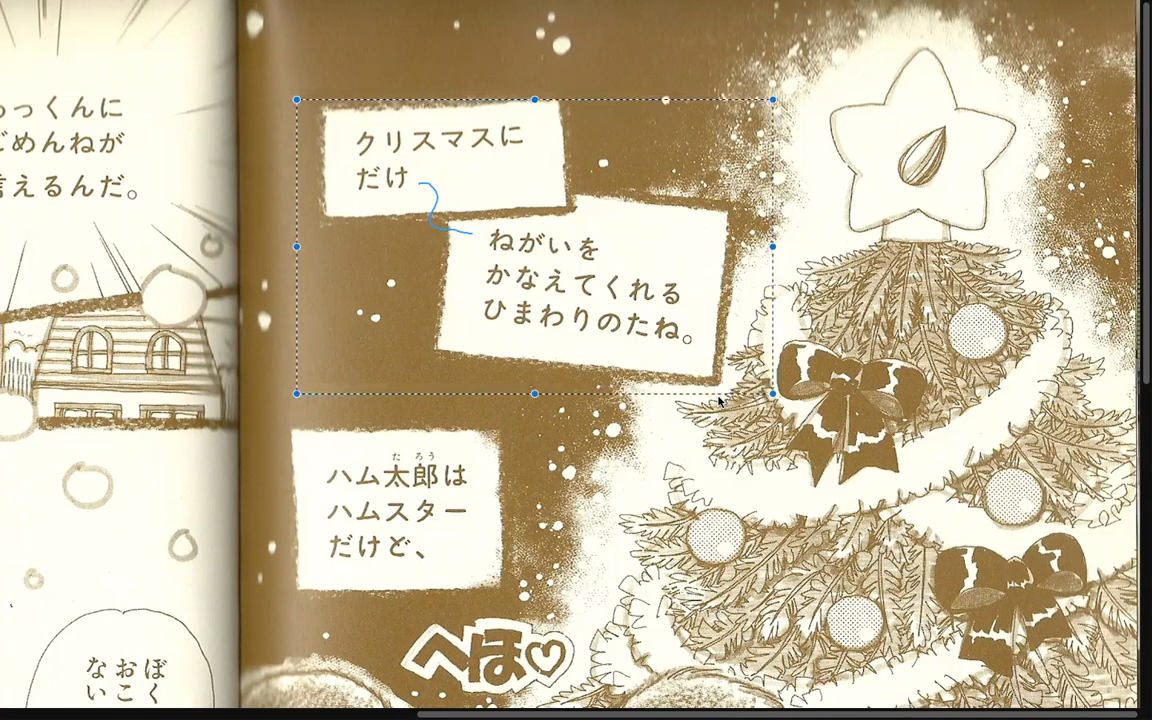 っくんに
めんねが
言えるんだ。
クリスマスに
だけ
ねがいを
かなえてくれる
ひまわりのたね。
ハム太郎は
たろう
ハムスター
だけど、
へほ♡
ぼく
おこ
ない